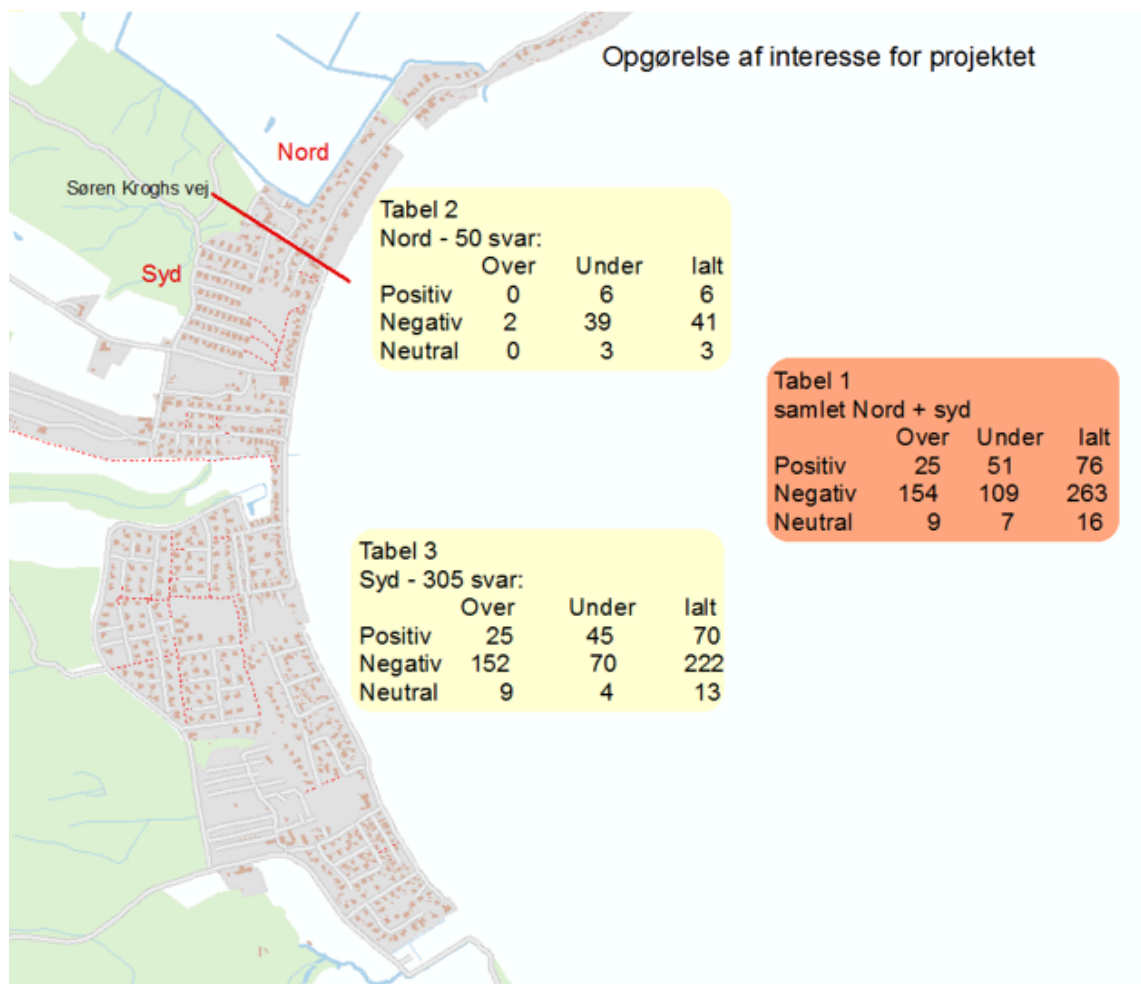 Opgørelse af interesse for projektet
Nord
Søren Kroghs vej
Syd
Tabel 2
Nord - 50 svar:
Over Under Ialt
Positiv 0 6 6
Negativ 2 39 41
Neutral 0 3 3
Tabel 1
samlet Nord + syd
Over Under Ialt
Positiv 25 51 76
Negativ 154 109 263
Neutral 9 7 16
Tabel 3
Syd - 305 svar:
Over Under Ialt
Positiv 25 45 70
Negativ 152 70 222
Neutral 9 4 13